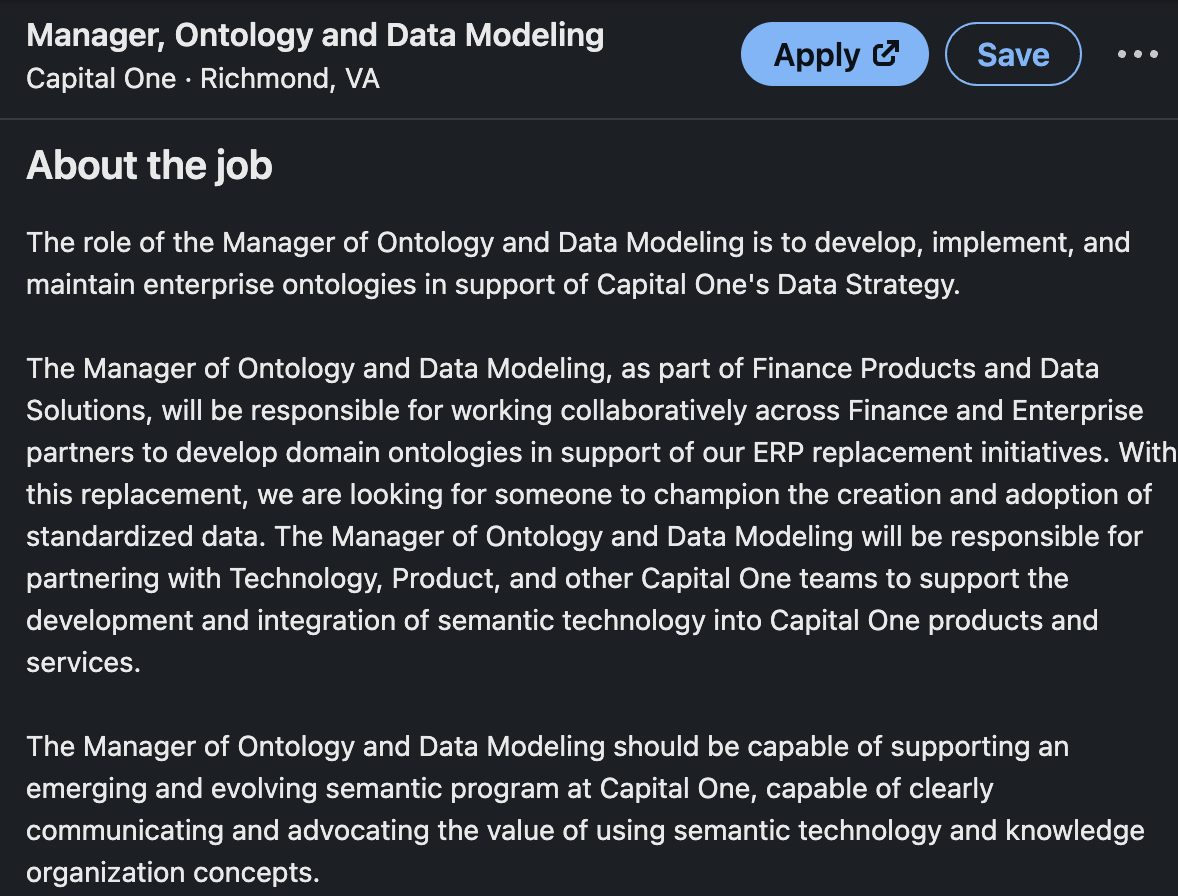 Manager, Ontology and Data Modeling
Capital One · Richmond, VA
Apply
Save
About the job
The role of the Manager of Ontology and Data Modeling is to develop, implement, and
maintain enterprise ontologies in support of Capital One's Data Strategy.
The Manager of Ontology and Data Modeling, as part of Finance Products and Data
Solutions, will be responsible for working collaboratively across Finance and Enterprise
partners to develop domain ontologies in support of our ERP replacement initiatives. With
this replacement, we are looking for someone to champion the creation and adoption of
standardized data. The Manager of Ontology and Data Modeling will be responsible for
partnering with Technology, Product, and other Capital One teams to support the
development and integration of semantic technology into Capital One products and
services.
The Manager of Ontology and Data Modeling should be capable of supporting an
emerging and evolving semantic program at Capital One, capable of clearly
communicating and advocating the value of using semantic technology and knowledge
organization concepts.